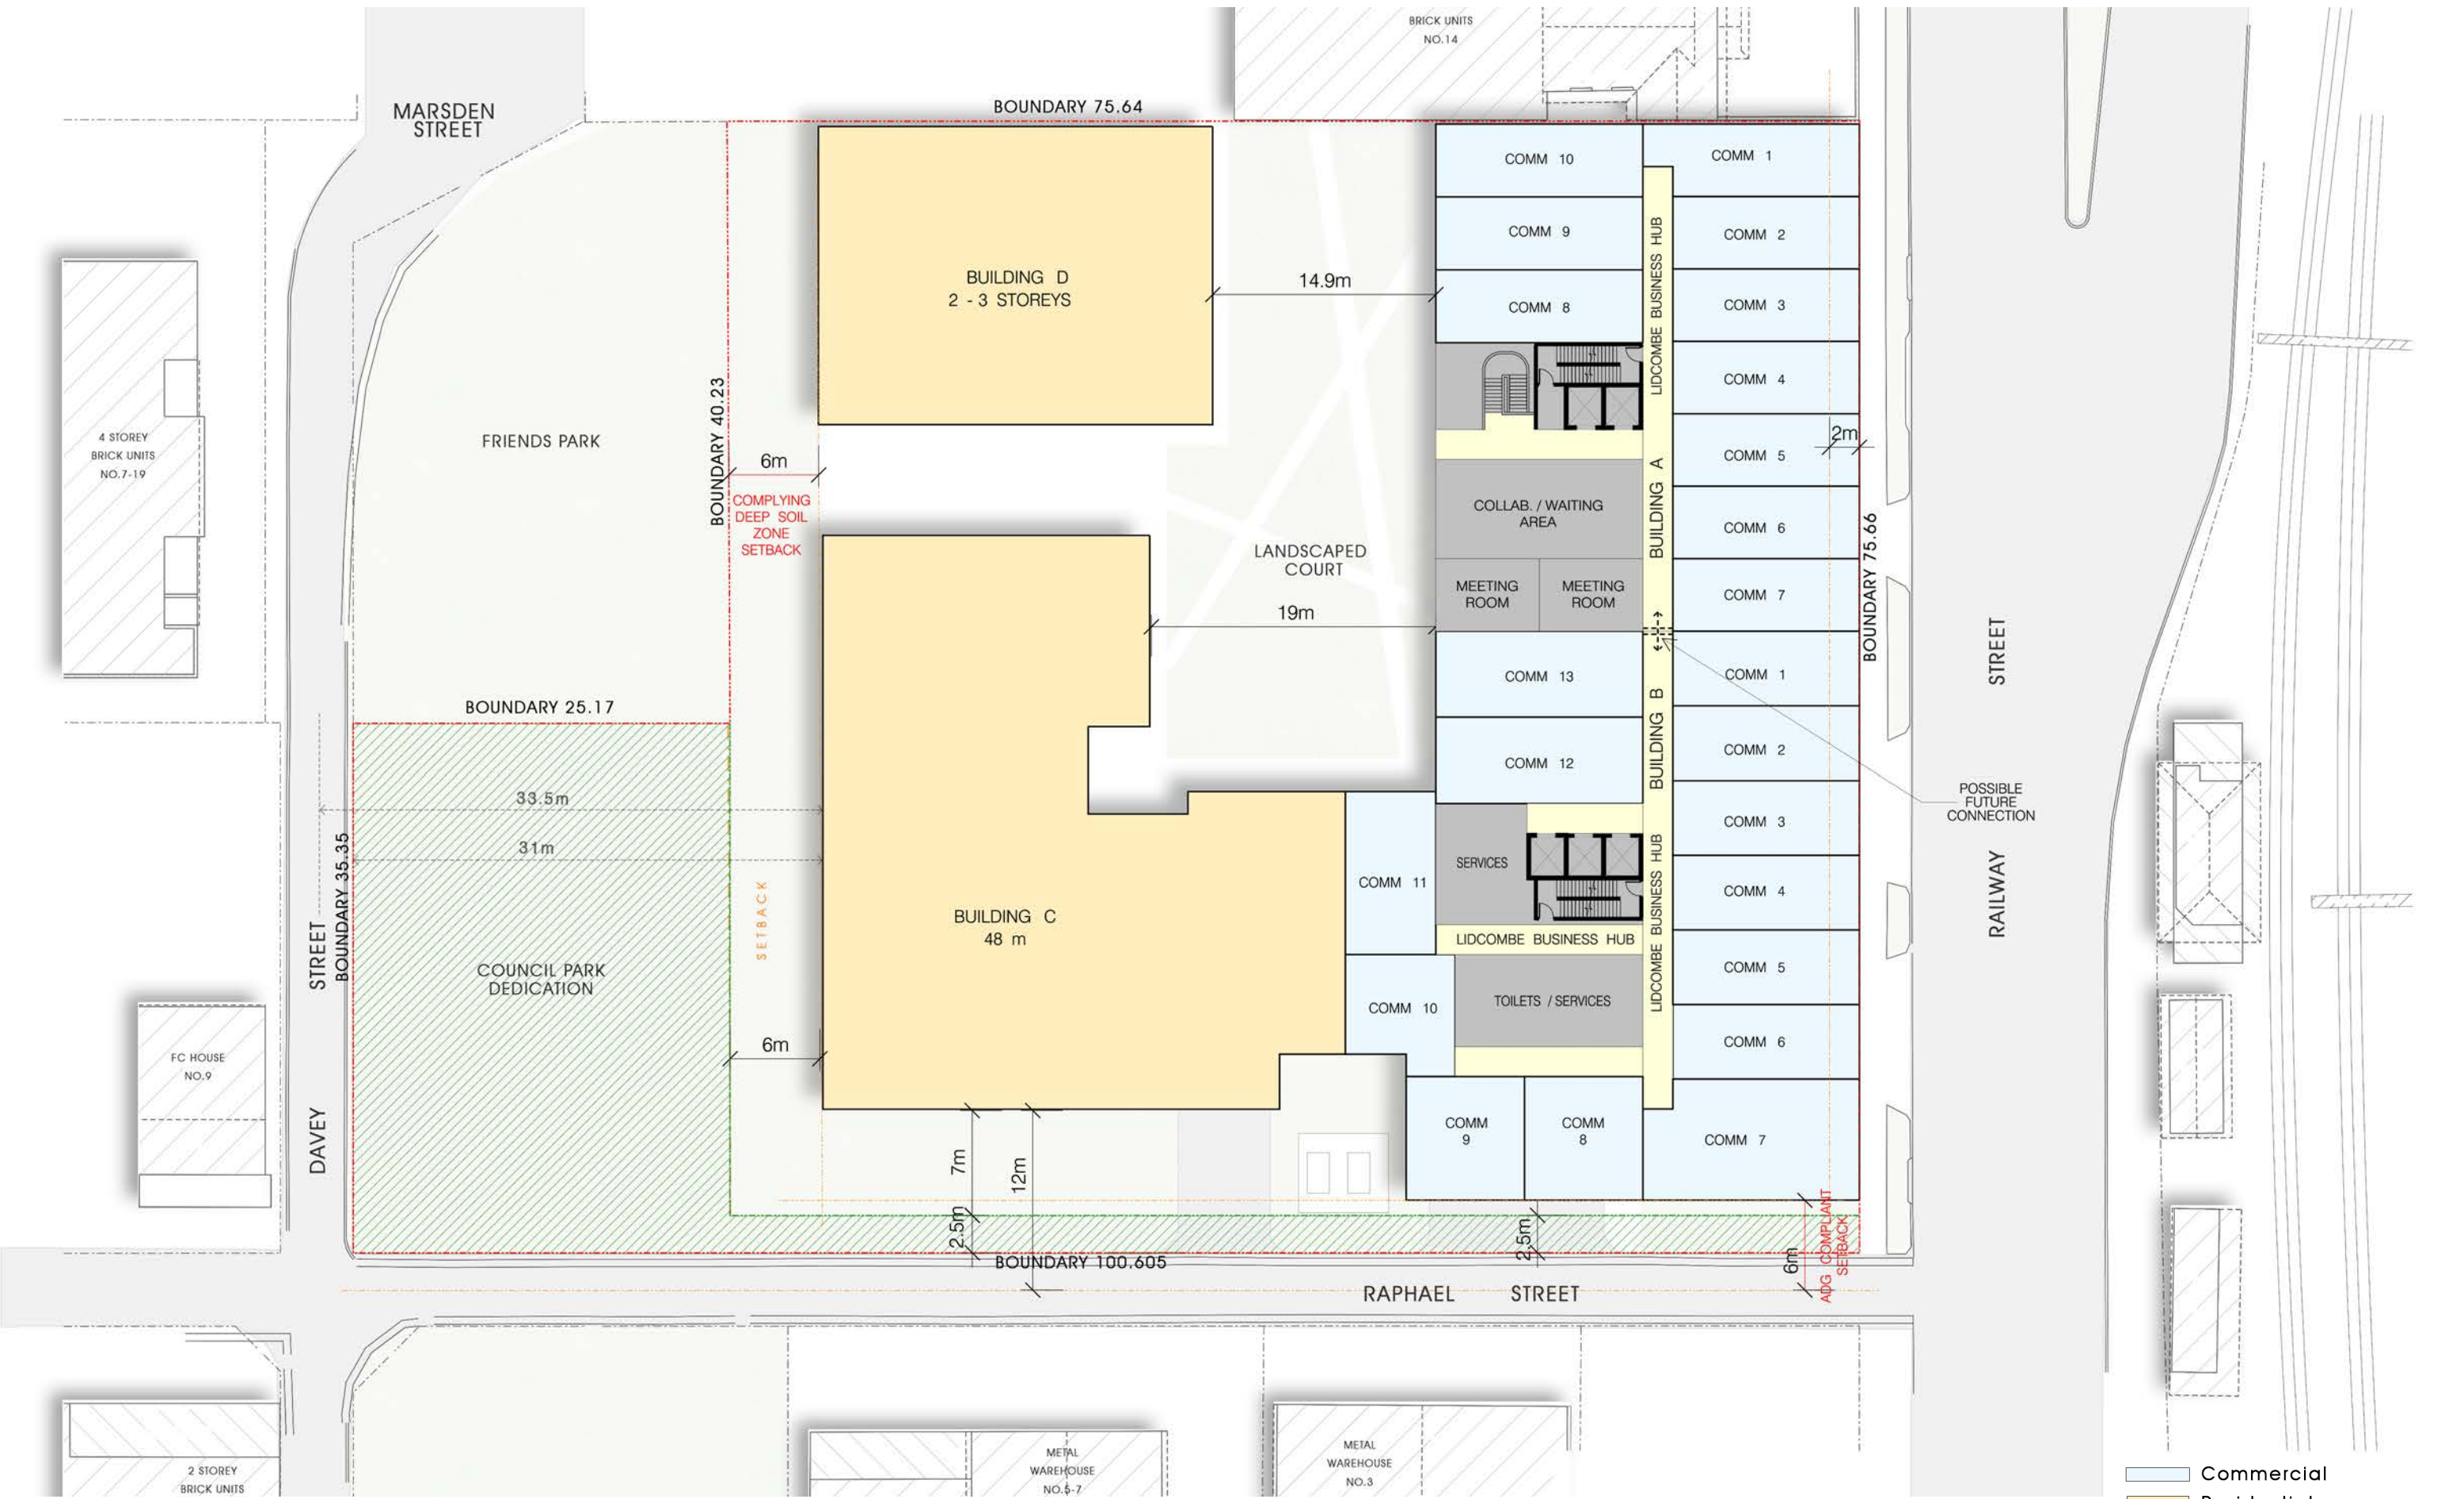 BRICK UNITS
NO.14
MARSDEN
STREET
BOUNDARY 75.64
COMM 10
COMM 1
COMM 9
COMM 2
BUILDING D
2 - 3 STOREYS
14.9m
COMM 8
COMM 3
LIDCOMBE BUSINESS HUB
COMM 4
BOUNDARY 40.23
4 STOREY
BRICK UNITS
NO.7-19
FRIENDS PARK
6m
COMPLYING
DEEP SOIL
ZONE
SETBACK
2m
COMM 5
BUILDING A
COLLAB. / WAITING
AREA
COMM 6
LANDSCAPED
COURT
BOUNDARY 75.66
MEETING
ROOM
MEETING
ROOM
COMM 7
19m
RAILWAY STREET
COMM 13
COMM 1
BOUNDARY 25.17
BUILDING B
COMM 12
COMM 2
POSSIBLE
FUTURE
CONNECTION
33.5m
COMM 3
31m
BOUNDARY 35.35
SERVICES
COMM 11
COMM 4
LIDCOMBE BUSINESS HUB
SETBACK
BUILDING C
48 m
LIDCOMBE BUSINESS HUB
COMM 5
COUNCIL PARK
DEDICATION
DAVEY STREET
COMM 10
TOILETS / SERVICES
COMM 6
6m
FC HOUSE
NO.9
COMM
9
COMM
8
COMM 7
7m
12m
2.5m
2.5m
6m
ADG COMPLIANT
SETBACK
BOUNDARY 100.605
RAPHAEL STREET
2 STOREY
BRICK UNITS
METAL
WAREHOUSE
NO.5-7
METAL
WAREHOUSE
NO.3
Commercial